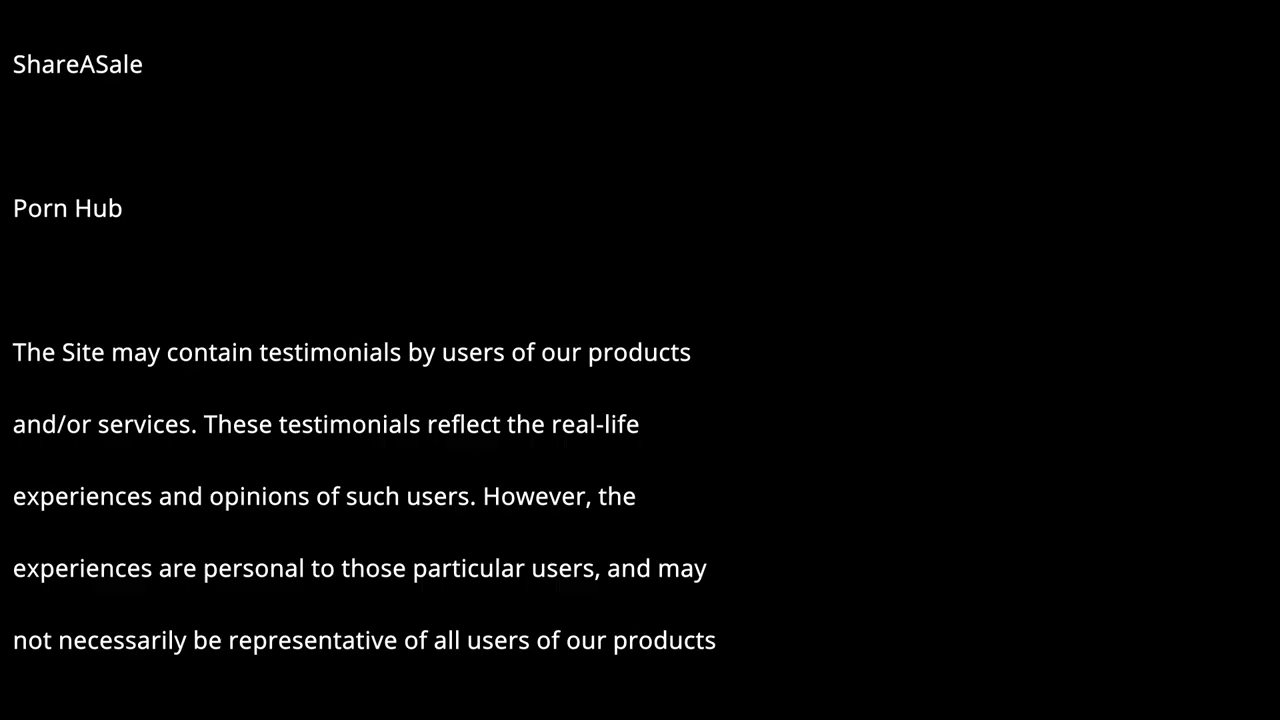 ShareASale
Porn Hub
The Site may contain testimonials by users of our products
and/or services. These testimonials reflect the real-life
experiences and opinions of such users. However, the
experiences are personal to those particular users, and may
not necessarily be representative of all users of our products